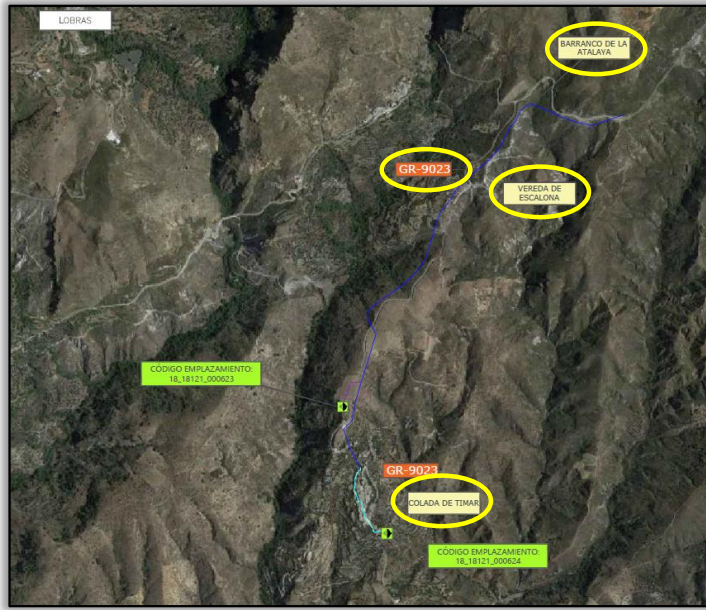 LOBRAS
BARRANCO DE LA
ATALAYA
GR-9023
VEREDA DE
ESCALONA
CÓDIGO EMPLAZAMIENTO:
18_18121_000623
GR-9023
COLADA DE TIMAR
CÓDIGO EMPLAZAMIENTO:
18_18121_000624